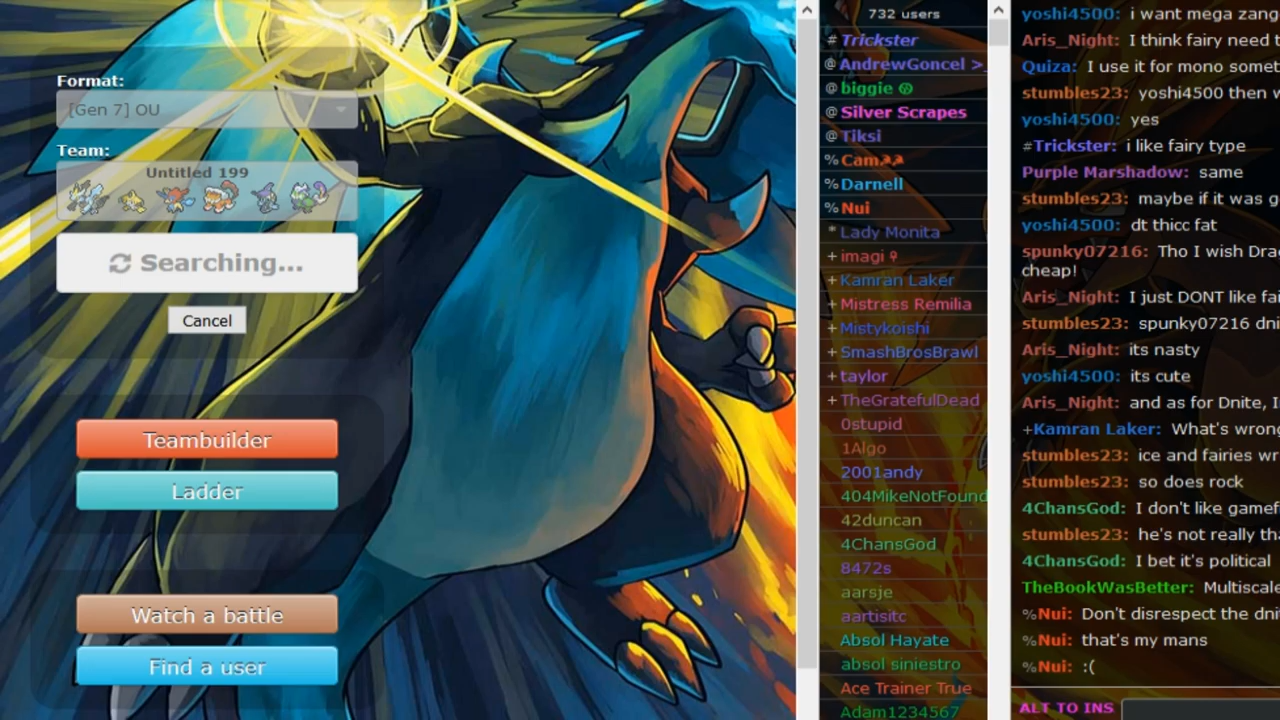 Format:
[Gen 7] OU
Team:
Untitled 199
Searching...
Cancel
Teambuilder
Ladder
Watch a battle
Find a user
732 users
# Trickster
@ AndrewGoncel >_
@ biggie
@ Silver Scrapes
@ Tiksi
% Cam
% Darnell
% Nui
* Lady Monita
+ imagi ♀
+ Kamran Laker
+ Mistress Remilia
+ Mistykoishi
+ SmashBrosBrawl
+ taylor
+ TheGratefulDead
0stupid
1Algo
2001andy
404MikeNotFound
42duncan
4ChansGod
8472s
aarsje
aartisitc
Absol Hayate
absol siniestro
Ace Trainer True
Adam1234567
yoshi4500: i want mega zang
Aris_Night: I think fairy need t
Quiza: I use it for mono somet
stumbles23: yoshi4500 then w
yoshi4500: yes
#Trickster: i like fairy type
Purple Marshadow: same
stumbles23: maybe if it was g
yoshi4500: dt thicc fat
spunky07216: Tho I wish Dra
cheap!
Aris_Night: I just DONT like fai
stumbles23: spunky07216 dni
Aris_Night: its nasty
yoshi4500: its cute
Aris_Night: and as for Dnite, I
+Kamran Laker: What's wrong
stumbles23: ice and fairies wr
stumbles23: so does rock
4ChansGod: I don't like gamef
stumbles23: he's not really tha
4ChansGod: I bet it's political
TheBookWasBetter: Multiscale
%Nui: Don't disrespect the dni
%Nui: that's my mans
%Nui: :(
ALT TO INS